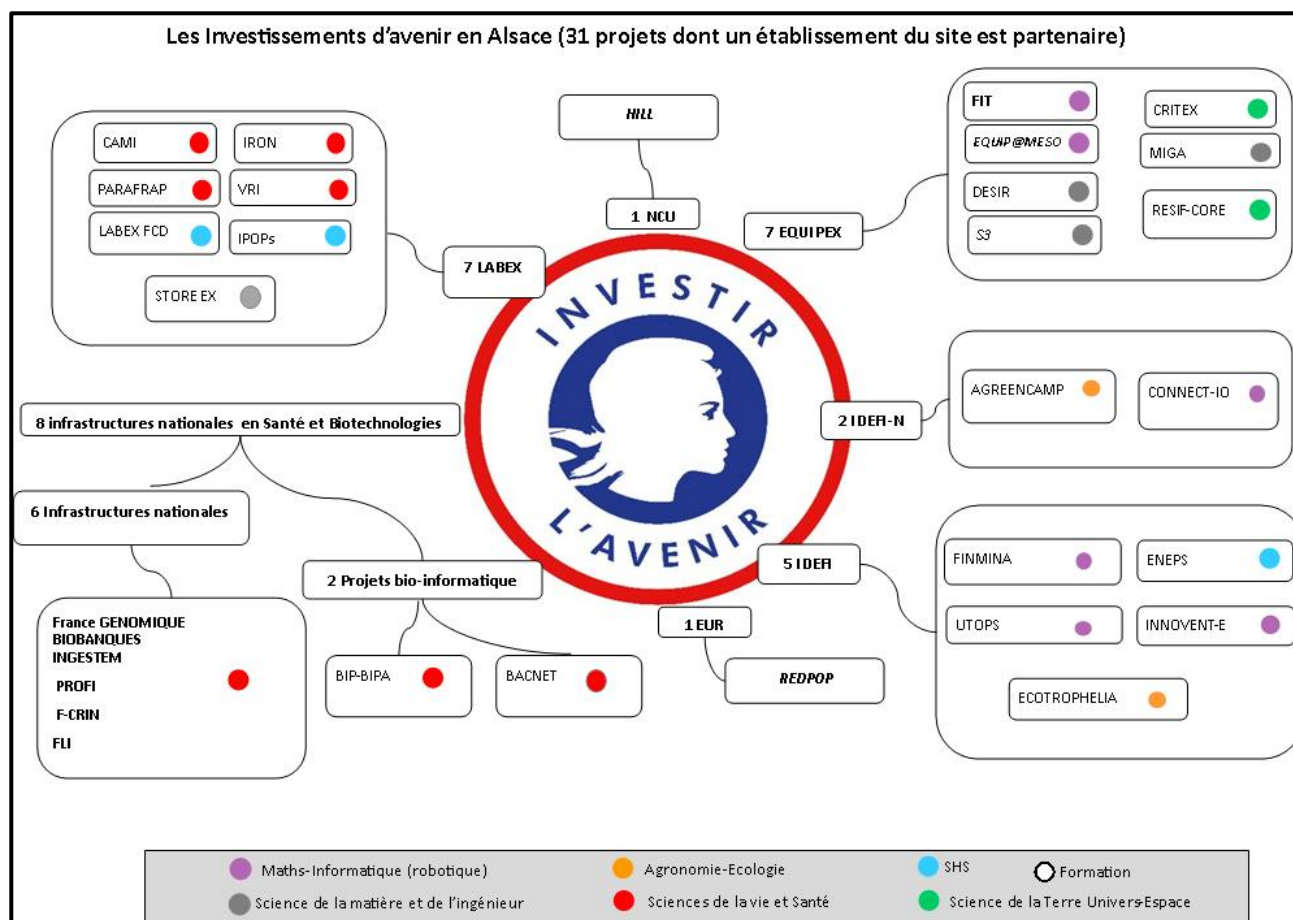 Les Investissements d'avenir en Alsace (31 projets dont un établissement du site est partenaire)
CAMI
IRON
PARAFRAP
VRI
LABEX FCD
IPOPs
STORE EX
7 LABEX
HILL
1 NCU
7 EQUIPEX
FIT
EQUIP@MESO
DESIR
S3
CRITEX
MIGA
RESIF-CORE
INVESTIR
L'AVENIR
2 IDEFI-N
AGREENCAMP
CONNECT-IO
8 infrastructures nationales en Santé et Biotechnologies
6 Infrastructures nationales
France GENOMIQUE
BIOBANQUES
INGESTEM
PROFI
F-CRIN
FLI
2 Projets bio-informatique
BIP-BIPA
BACNET
5 IDEFI
FINMINA
ENEPS
UTOPS
INNOVENT-E
ECOTROPHELIA
1 EUR
REDPOP
Maths-Informatique (robotique)
Agronomie-Ecologie
SHS
Formation
Science de la matière et de l'ingénieur
Sciences de la vie et Santé
Science de la Terre Univers-Espace